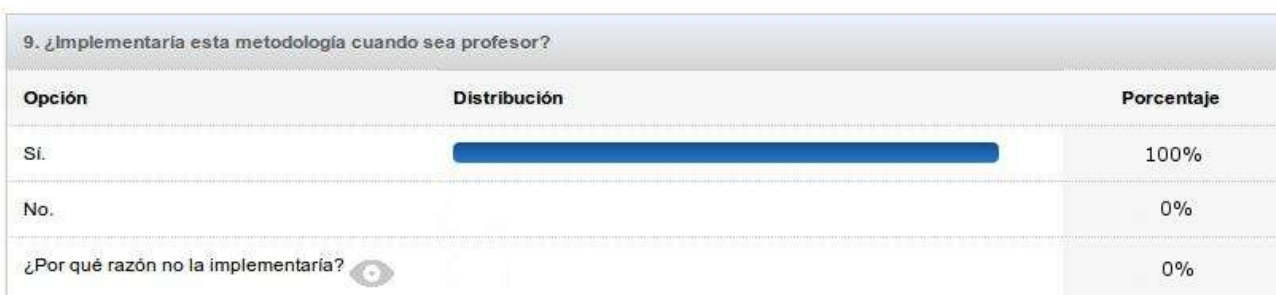 9. ¿Implementaría esta metodología cuando sea profesor?
Opción Distribución Porcentaje
Sí. 100%
No. 0%
¿Por qué razón no la implementaría? 0%